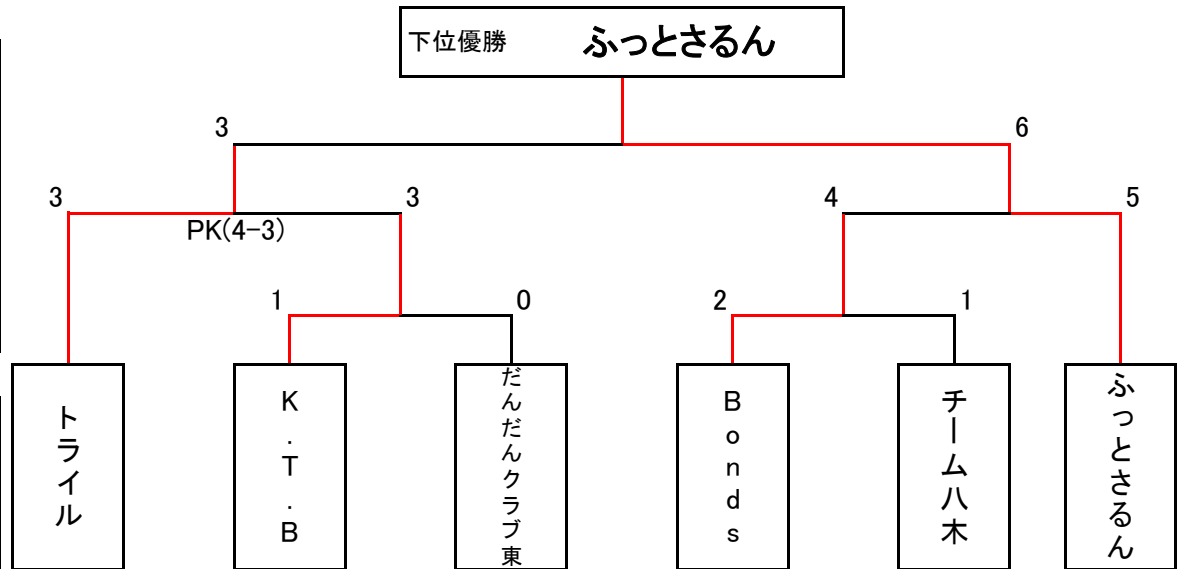 下位優勝 ふっとさるん
3 6
3 3 4 5
PK(4-3)
1 0 2 1
トライル
K.T.B
だんだんクラブ東
Bonds
チーム八木
ふっとさるん